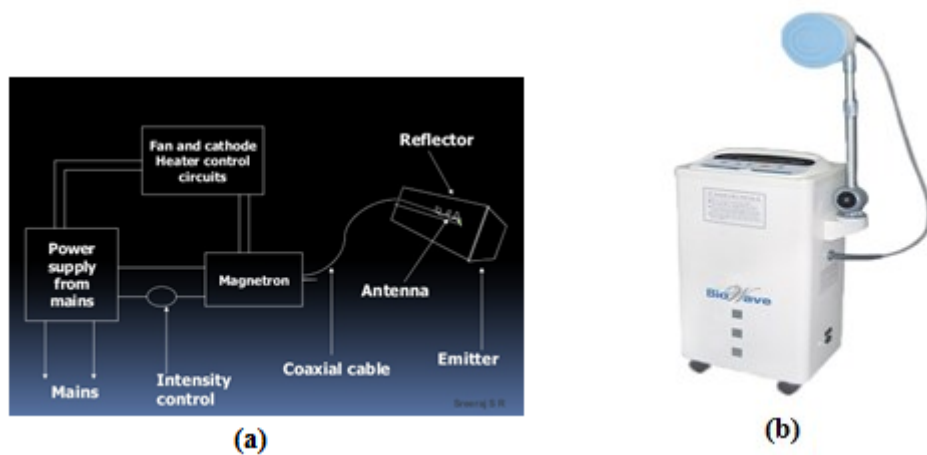 Fan and cathode
Heater control
circuits
Reflector
Power
supply
from
mains
Magnetron
Antenna
Mains
Intensity
control
Coaxial cable
Emitter
Sreeraj S R
(a)
BioWave
(b)